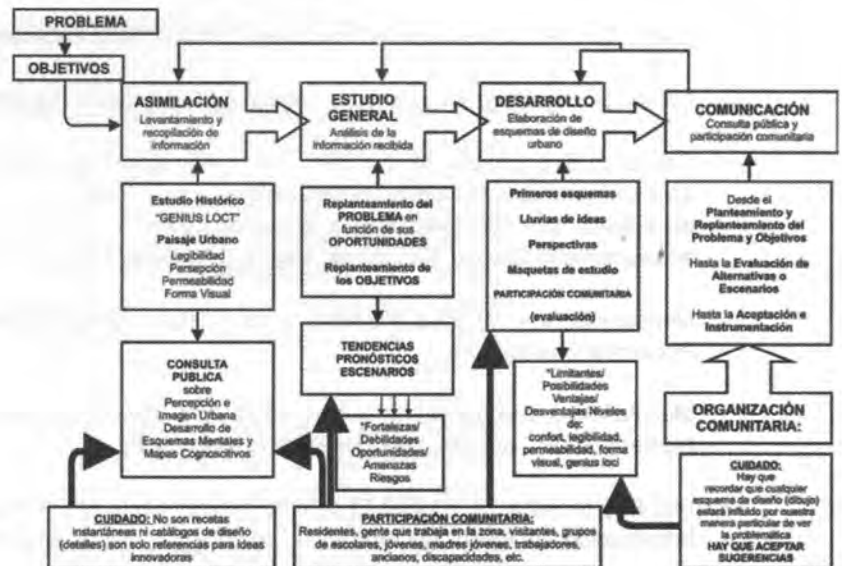 PROBLEMA
OBJETIVOS
ASIMILACIÓN
Levantamiento y
recopilación de
información
ESTUDIO
GENERAL
Análisis de la
información recibida
DESARROLLO
Elaboración de
esquemas de diseño
urbano
COMUNICACIÓN
Consulta pública y
participación comunitaria
Estudio Histórico
"GENIUS LOCT"
Paisaje Urbano
Legibilidad
Persepción
Permeabilidad
Forma Visual
Replanteamiento del
PROBLEMA en
función de sus
OPORTUNIDADES
Replanteamiento de
los OBJETIVOS
Primeros esquemas
Lluvias de ideas
Perspectivas
Maquetas de estudio
PARTICIPACIÓN COMUNITARIA
(evaluación)
Desde el
Planteamiento y
Replanteamiento del
Problema y Objetivos
Hasta la Evaluación de
Alternativas o
Escenarios
Hasta la Aceptación e
Instrumentación
CONSULTA
PUBLICA
sobre
Percepción e
Imagen Urbana
Desarrollo de
Esquemas Mentales y
Mapas Cognoscitivos
TENDENCIAS
PRONÓSTICOS
ESCENARIOS
*Fortalezas/
Debilidades
Oportunidades/
Amenazas
Riesgos
*Limitantes/
Posibilidades
Ventajas/
Desventajas Niveles
de:
confort, legibilidad,
permeabilidad, forma
visual, genius loci
ORGANIZACIÓN
COMUNITARIA:
CUIDADO: No son recetas
instantáneas ni catálogos de diseño
(detalles) son solo referencias para ideas
innovadoras
PARTICIPACIÓN COMUNITARIA:
Residentes, gente que trabaja en la zona, visitantes, grupos
de escolares, jóvenes, madres jóvenes, trabajadores,
ancianos, discapacidades, etc.
CUIDADO:
Hay que
recordar que cualquier
esquema de diseño (dibujo)
estará influido por nuestra
manera particular de ver
la problemática
HAY QUE ACEPTAR
SUGERENCIAS